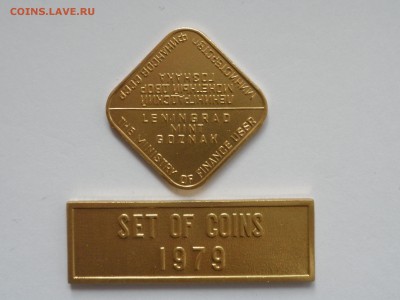 COINS.LAVE.RU
МИНИСТЕРСТВО ФИНАНСОВ СССР
ЛЕНИНГРАДСКИЙ
МОНЕТНЫЙ ДВОР
ГОЗНАКА
LENINGRAD
MINT
GOZNAK
THE MINISTRY OF FINANCE USSR
SET OF COINS
1979